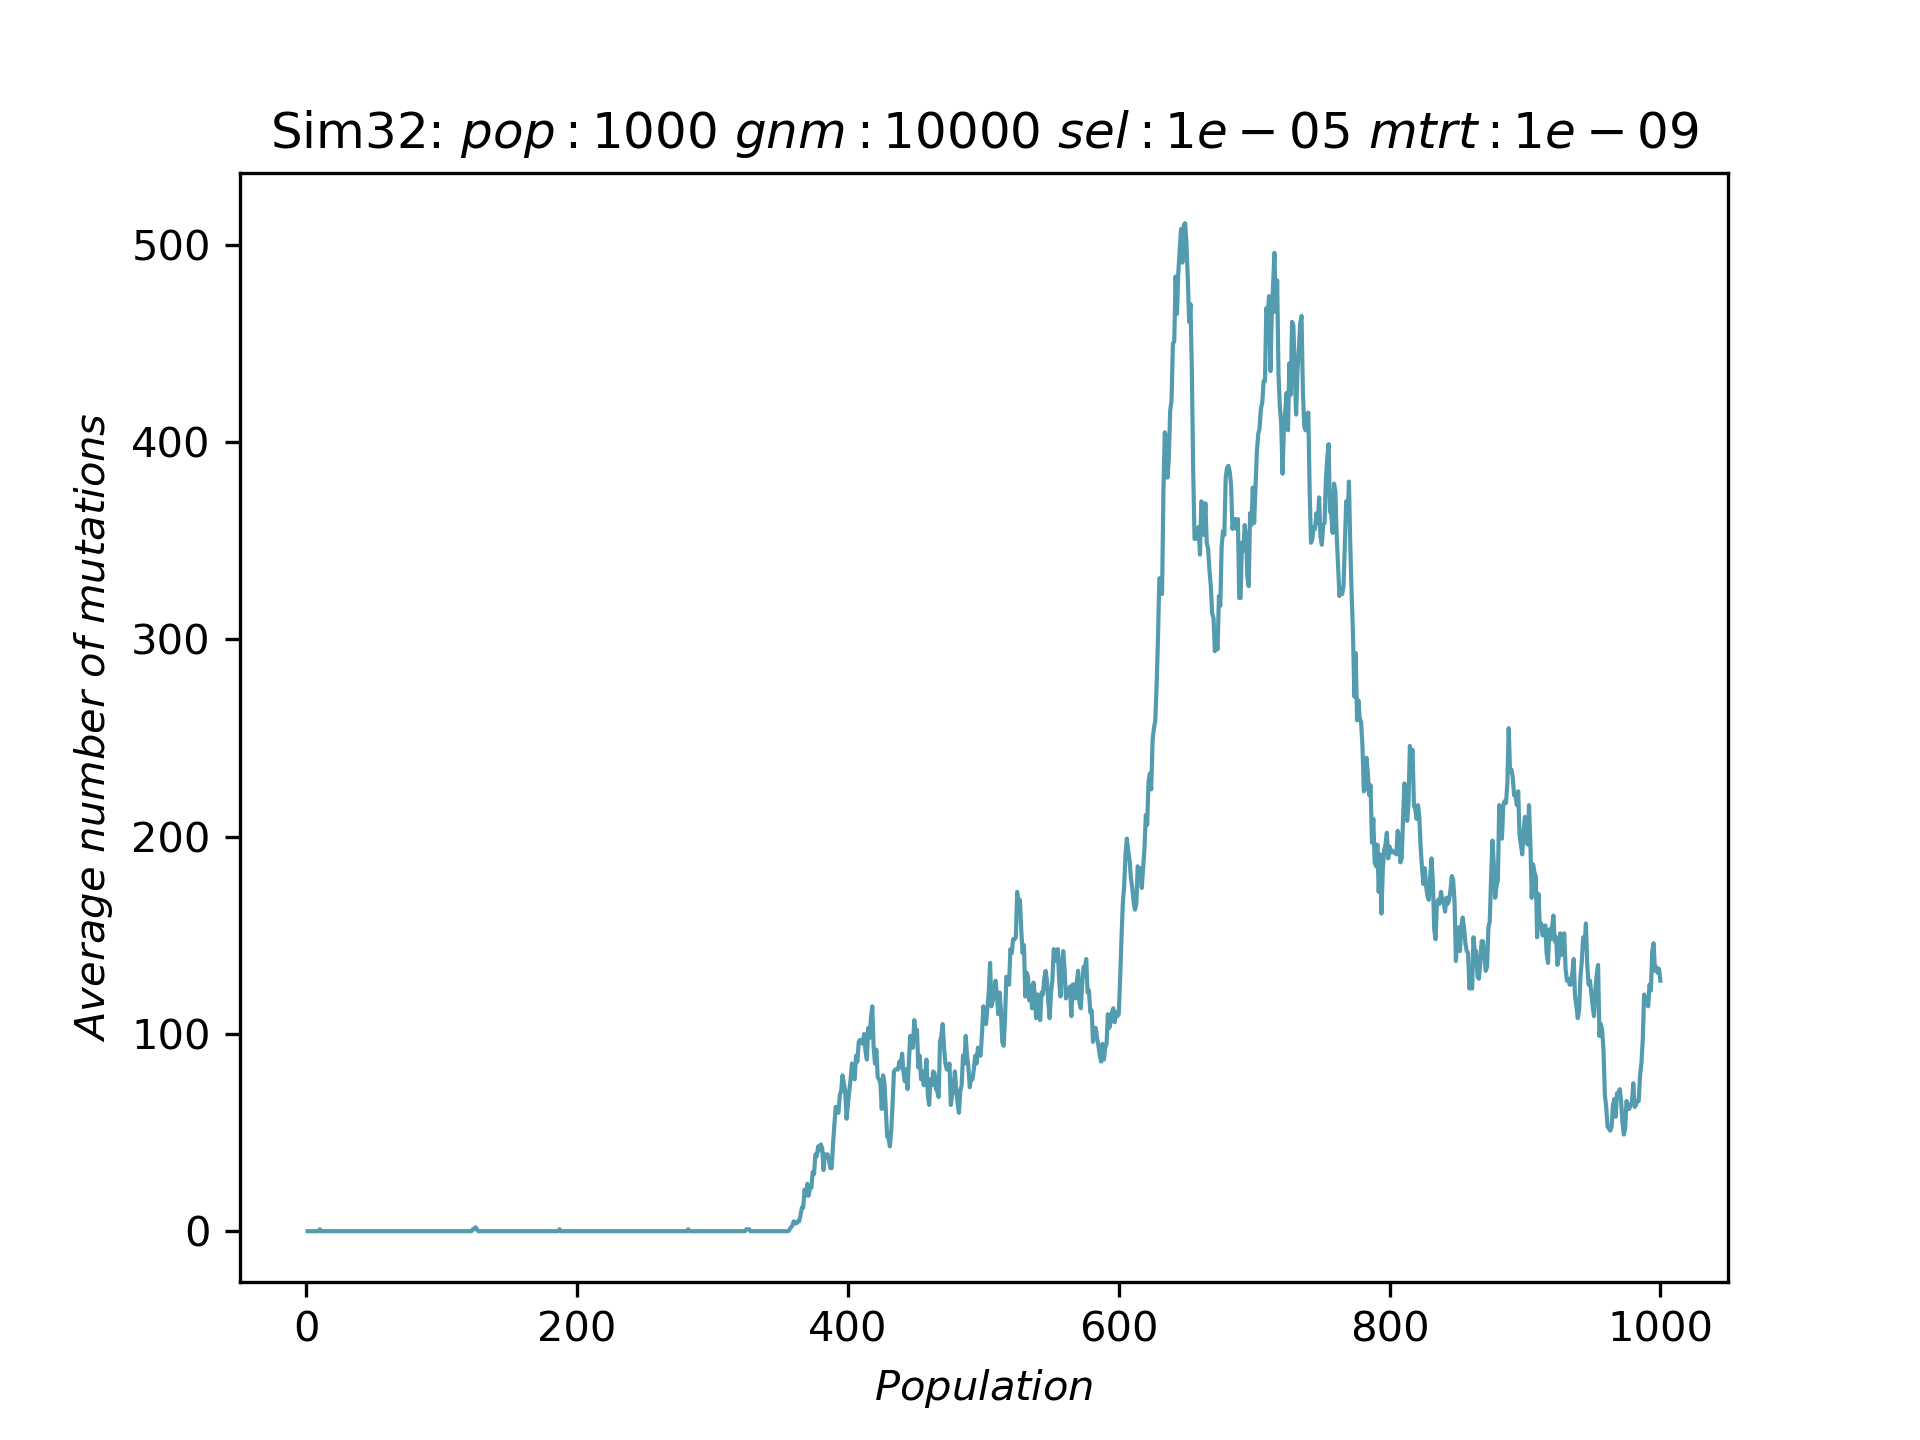 Sim32: pop : 1000 gnm : 10000 sel : 1e − 05 mtrt : 1e − 09
Average number of mutations
500
400
300
200
100
0
0 200 400 600 800 1000
Population